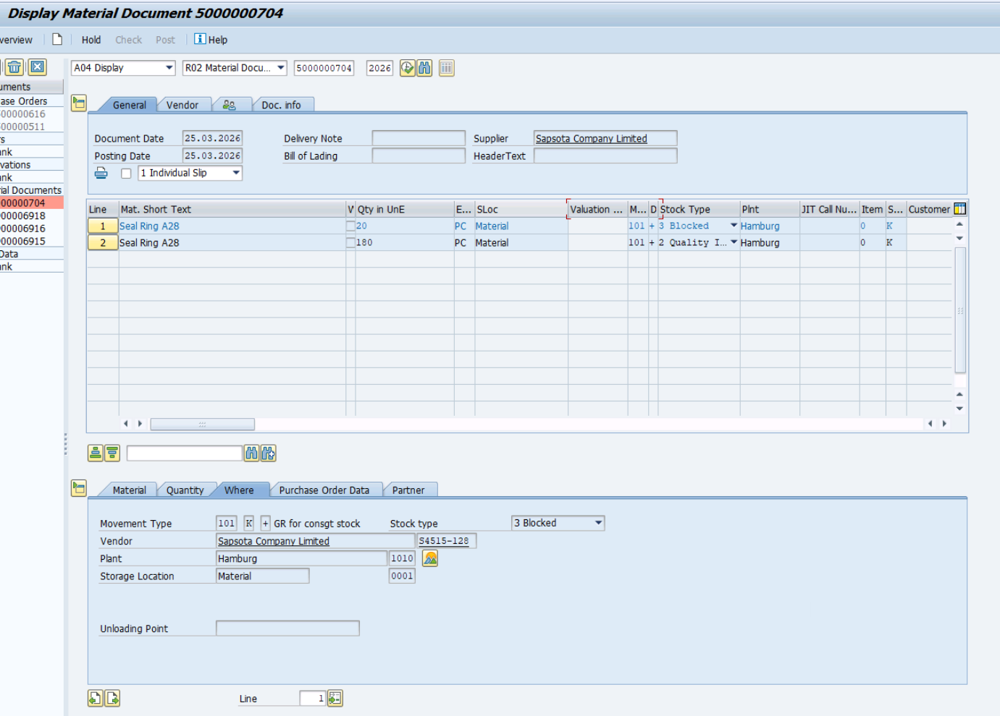 Display Material Document 5000000704
verview Hold Check Post Help
A04 Display R02 Material Docu... 5000000704 2026
uments
ase Orders
00000616
00000511
rs
ank
vations
ank
rial Documents
000000704
000006918
000006916
000006915
Data
ank
General Vendor Doc. info
Document Date 25.03.2026 Delivery Note Supplier Sapsota Company Limited
Posting Date 25.03.2026 Bill of Lading HeaderText
1 Individual Slip
Line Mat. Short Text V Qty in UnE E... SLoc Valuation ... M... D Stock Type Plnt JIT Call Nu... Item S... Customer
1 Seal Ring A28 20 PC Material 101 + 3 Blocked Hamburg 0 K
2 Seal Ring A28 180 PC Material 101 + 2 Quality I... Hamburg 0 K
Material Quantity Where Purchase Order Data Partner
Movement Type 101 K + GR for consgt stock Stock type 3 Blocked
Vendor Sapsota Company Limited S4515-128
Plant Hamburg 1010
Storage Location Material 0001
Unloading Point
Line 1